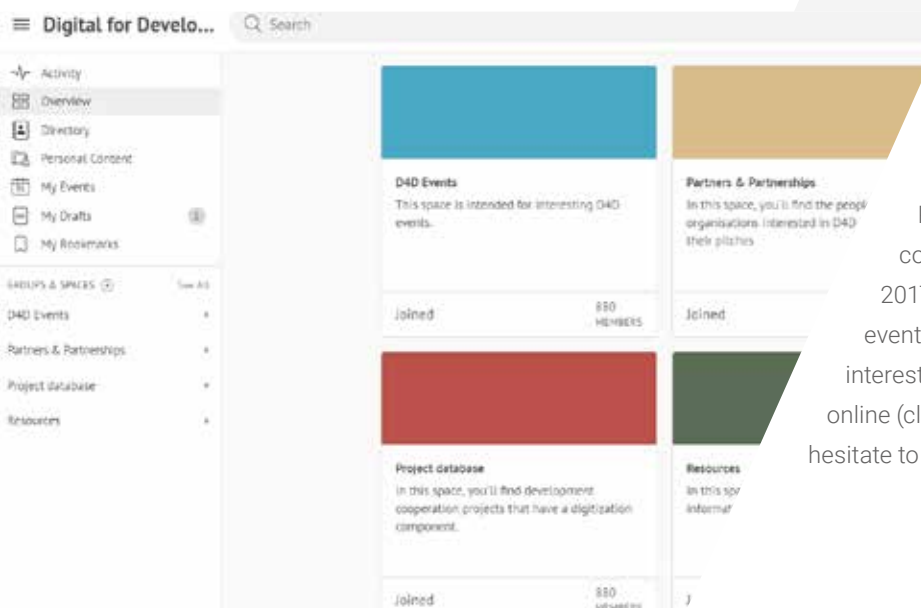 Digital for Develo...
Search
Activity
Overview
Directory
Personal Content
My Events
My Drafts
My Bookmarks
GROUPS & SPACES
See All
D4D Events
Partners & Partnerships
Project database
Resources
D4D Events
This space is intended for interesting D4D
events.
Joined
880
MEMBERS
Partners & Partnerships
In this space, you'll find the peopl
organisations interested in D4D
their pitches
Joined
Project database
In this space, you'll find development
cooperation projects that have a digitization
component.
Joined
880
MEMBERS
Resources
In this spa
informat
co
2017
event
interest
online (cl
hesitate to